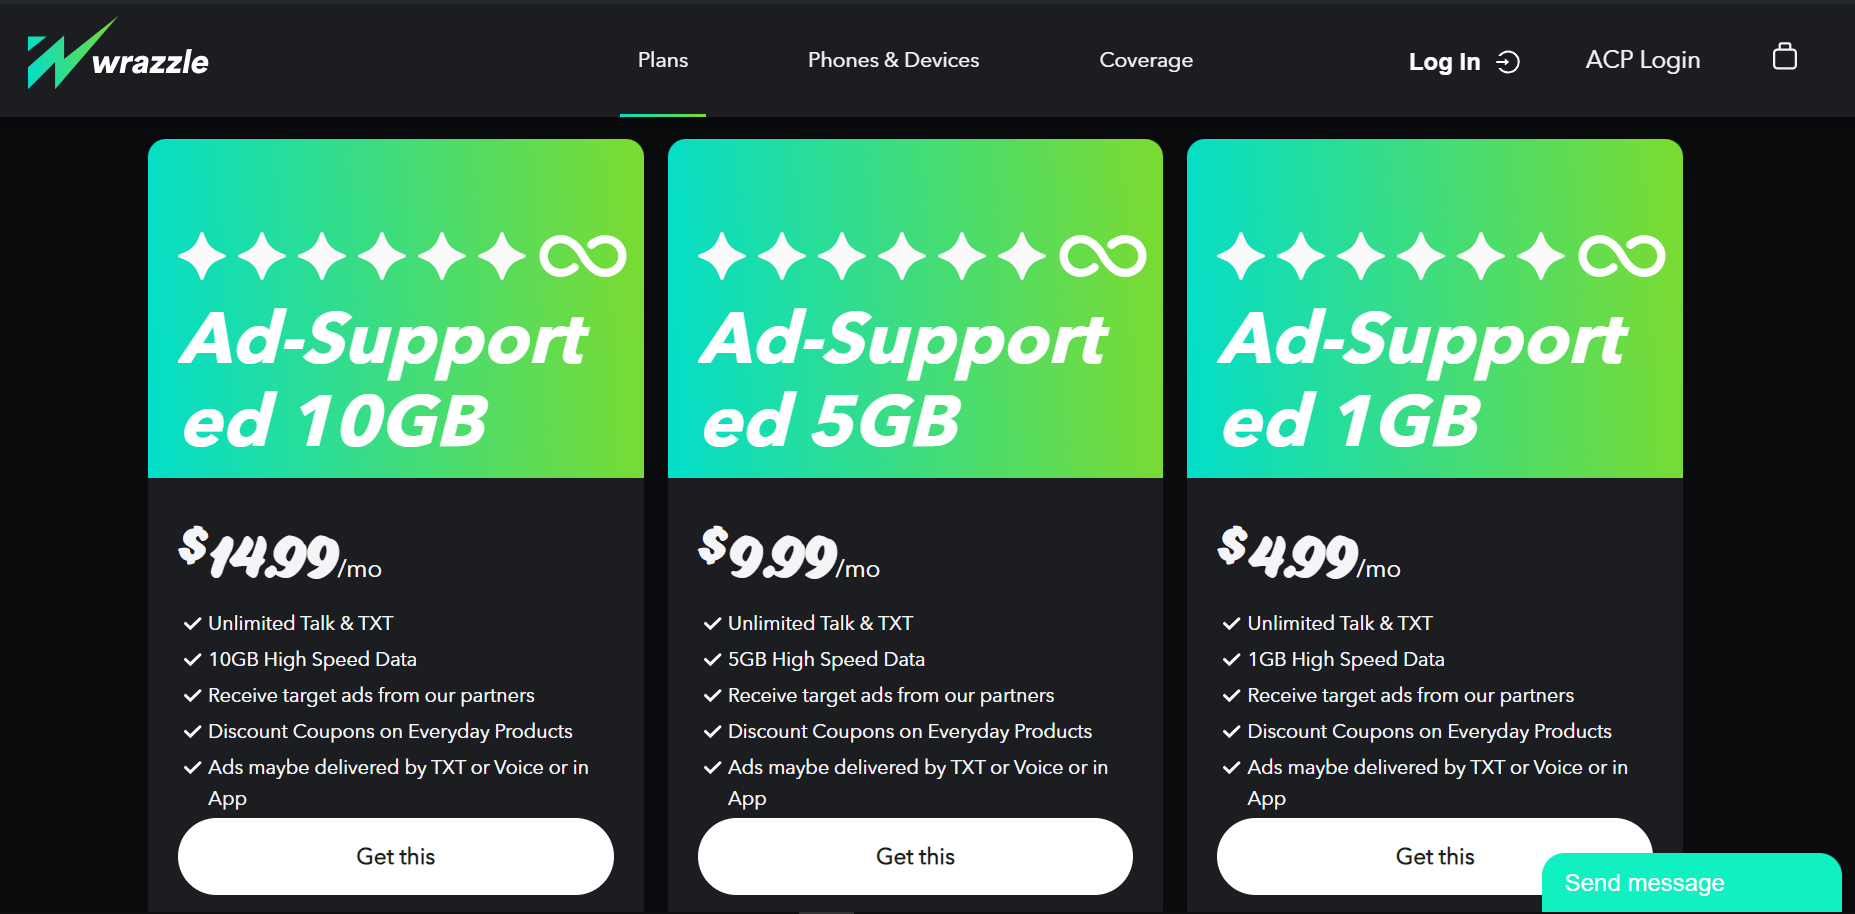 wrazzle
Plans
Phones & Devices
Coverage
Log In
ACP Login
Ad-Support
ed 10GB
$14.99/mo
Unlimited Talk & TXT
10GB High Speed Data
Receive target ads from our partners
Discount Coupons on Everyday Products
Ads maybe delivered by TXT or Voice or in
App
Get this
Ad-Support
ed 5GB
$9.99/mo
Unlimited Talk & TXT
5GB High Speed Data
Receive target ads from our partners
Discount Coupons on Everyday Products
Ads maybe delivered by TXT or Voice or in
App
Get this
Ad-Support
ed 1GB
$4.99/mo
Unlimited Talk & TXT
1GB High Speed Data
Receive target ads from our partners
Discount Coupons on Everyday Products
Ads maybe delivered by TXT or Voice or in
App
Get this
Send message